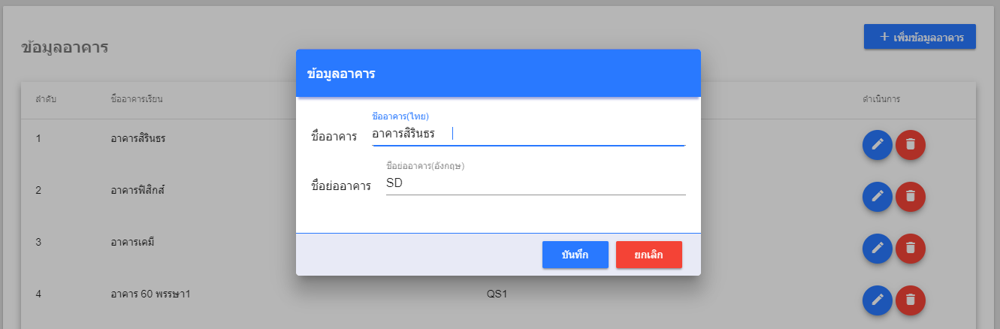 ข้อมูลอาคาร
+ เพิ่มข้อมูลอาคาร
ลำดับ ชื่ออาคารเรียน ดำเนินการ
1 อาคารสิรินธร
2 อาคารฟิสิกส์
3 อาคารเคมี
4 อาคาร 60 พรรษา1 QS1
ข้อมูลอาคาร
ชื่ออาคาร(ไทย)
ชื่ออาคาร อาคารสิรินธร
ชื่อย่ออาคาร(อังกฤษ)
ชื่อย่ออาคาร SD
บันทึก ยกเลิก